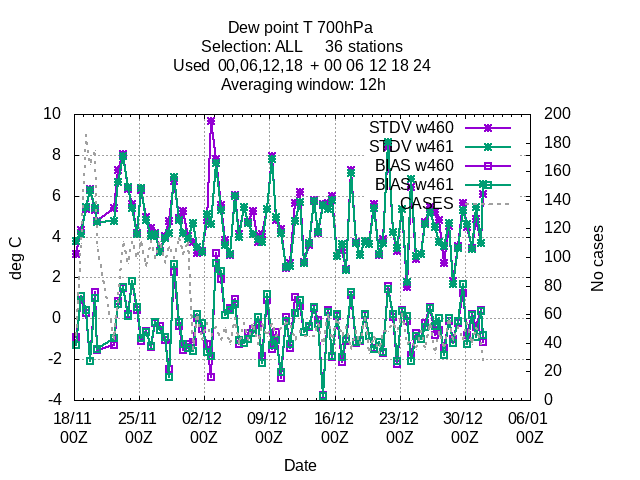 Dew point T 700hPa
Selection: ALL 36 stations
Used 00,06,12,18 + 00 06 12 18 24
Averaging window: 12h
10
8
6
4
2
0
-2
-4
deg C
200
180
160
140
120
100
80
60
40
20
0
No cases
STDV w460
STDV w461
BIAS w460
BIAS w461
CASES
18/11 25/11 02/12 09/12 16/12 23/12 30/12 06/01
00Z 00Z 00Z 00Z 00Z 00Z 00Z 00Z
Date